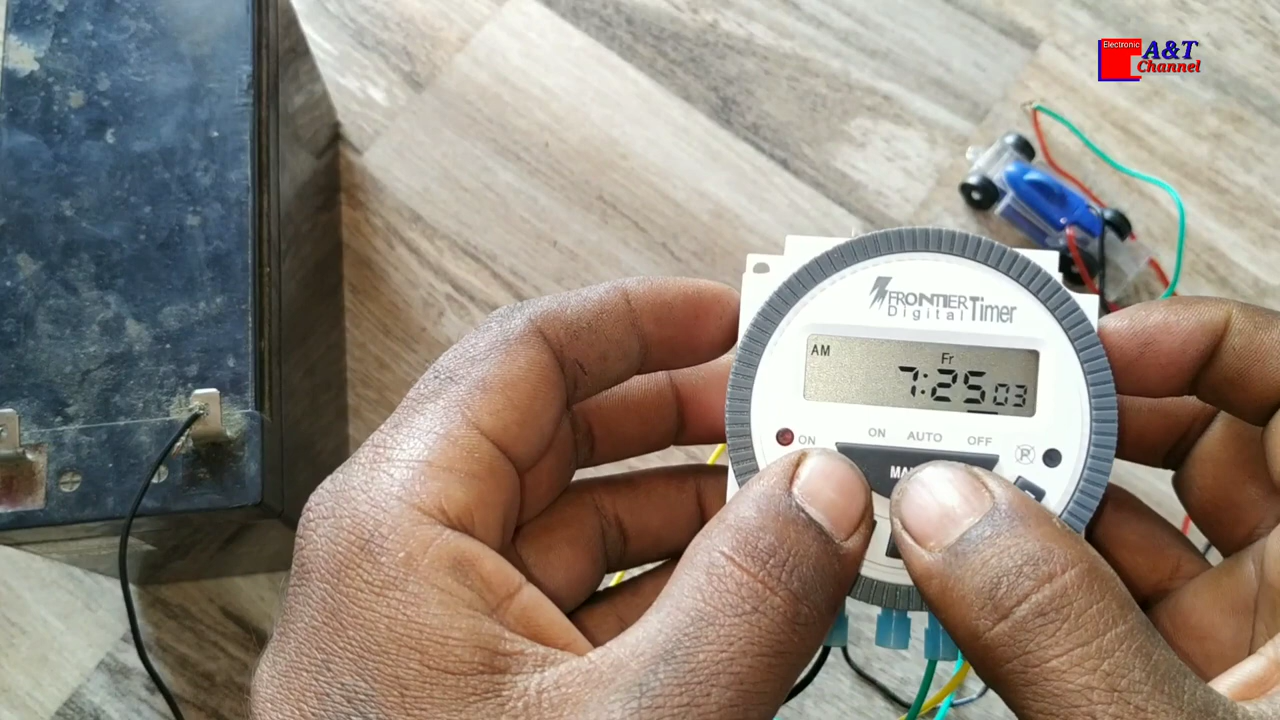 Electronic
A&T
Channel
FRONTIER Timer
Digital
AM
Fr
7:25 03
ON
ON AUTO OFF
R